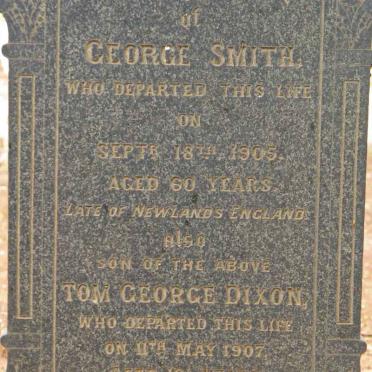 of
GEORGE SMITH.
WHO DEPARTED THIS LIFE
ON
SEPTR 18TH 1905.
AGED 60 YEARS.
LATE OF NEWLANDS ENGLAND.
ALSO
SON OF THE ABOVE
TOM GEORGE DIXON,
WHO DEPARTED THIS LIFE
ON 11TH MAY 1907.